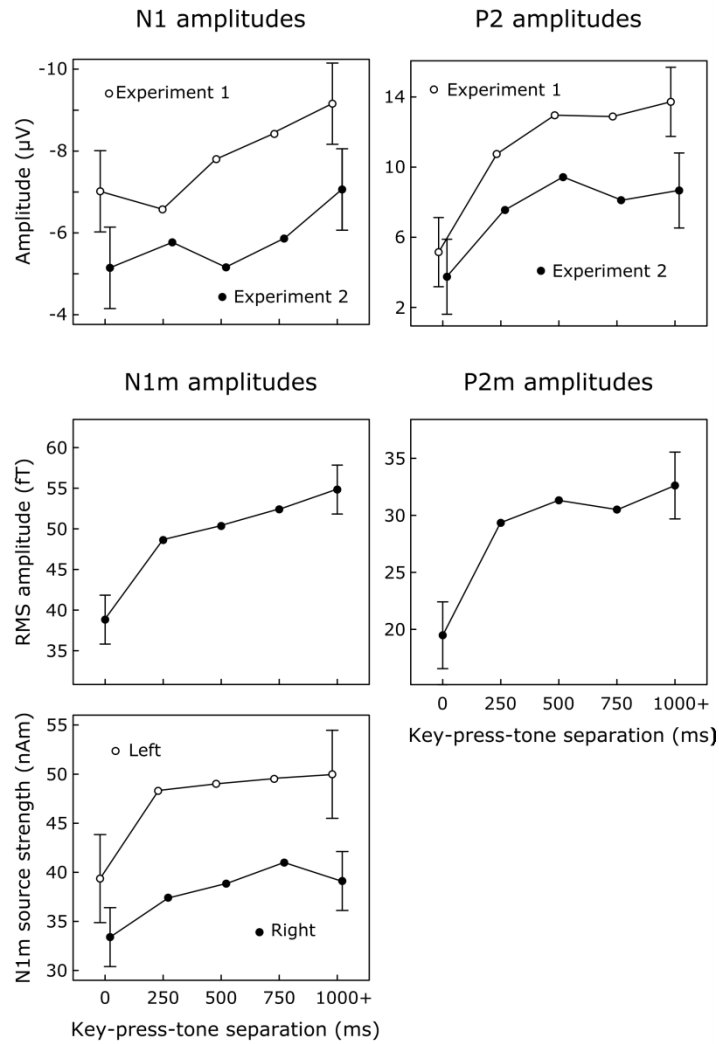 N1 amplitudes
P2 amplitudes
Amplitude (μV)
-10
-8
-6
-4
Experiment 1
Experiment 2
14
10
6
2
Experiment 1
Experiment 2
N1m amplitudes
P2m amplitudes
RMS amplitude (fT)
60
55
50
45
40
35
35
30
25
20
0 250 500 750 1000+
Key-press-tone separation (ms)
N1m source strength (nAm)
55
50
45
40
35
30
Left
Right
0 250 500 750 1000+
Key-press-tone separation (ms)